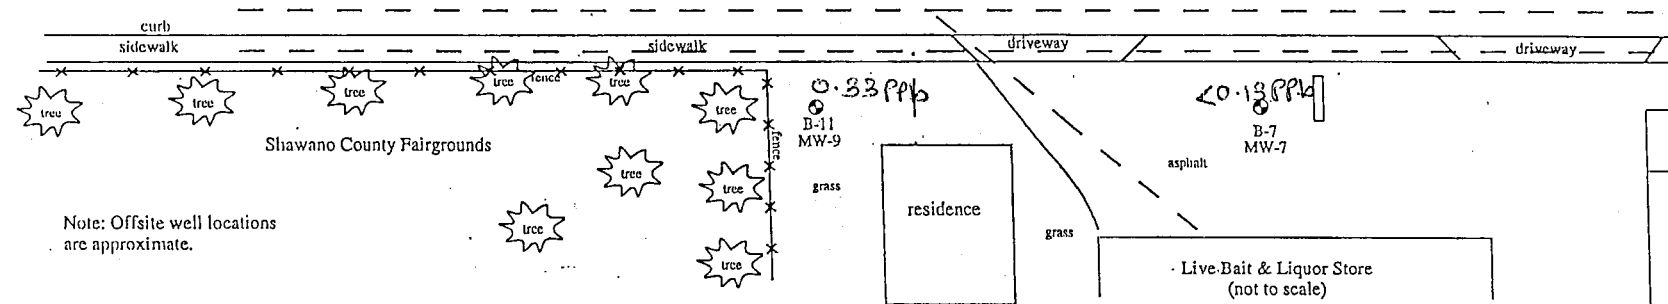 curb
sidewalk
sidewalk
driveway
driveway
tree
tree
tree
tree
fence
tree
tree
0.33 PPb
<0.13 PPb
B-11
MW-9
B-7
MW-7
fence
Shawano County Fairgrounds
tree
tree
grass
asphalt
residence
Note: Offsite well locations
are approximate.
tree
grass
tree
Live Bait & Liquor Store
(not to scale)